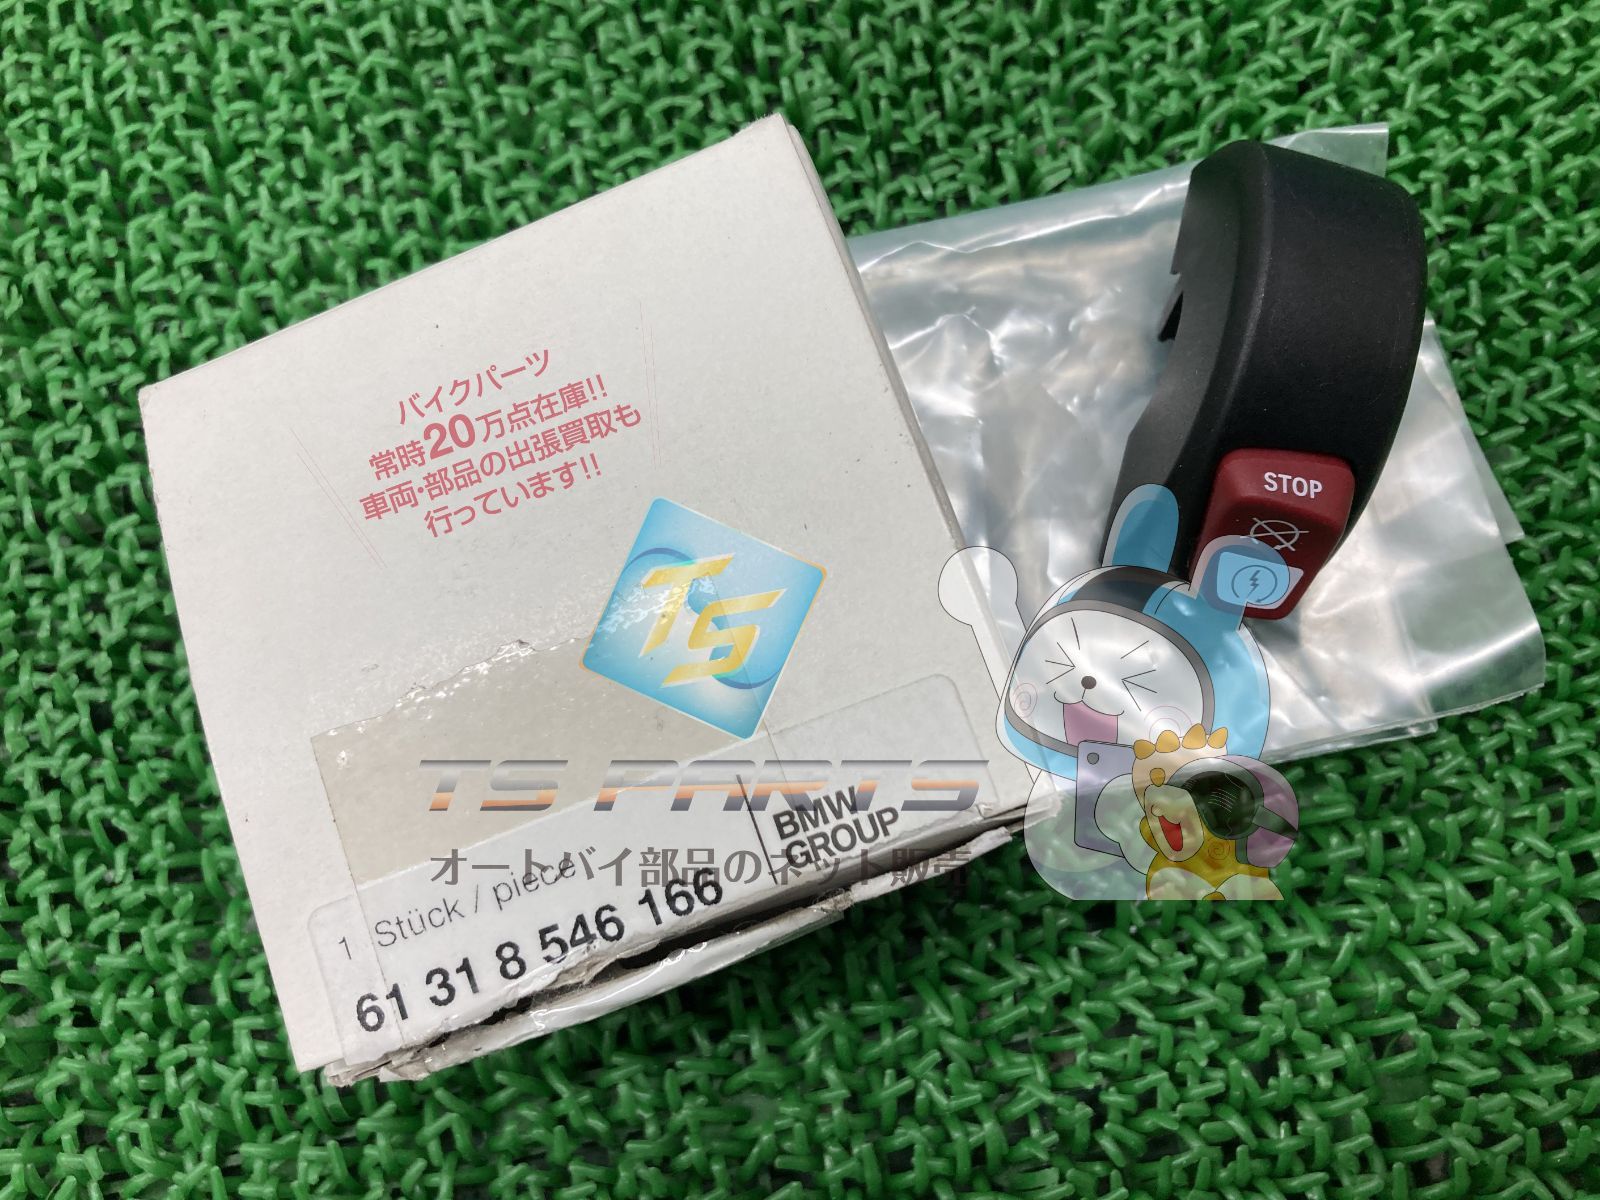 バイクパーツ
常時20万点在庫!!
車両・部品の出張買取も
行っています!!
TS
TS PARTS
オートバイ部品のネット販売
BMW
GROUP
1 Stück / piece
61 31 8 546 166
STOP